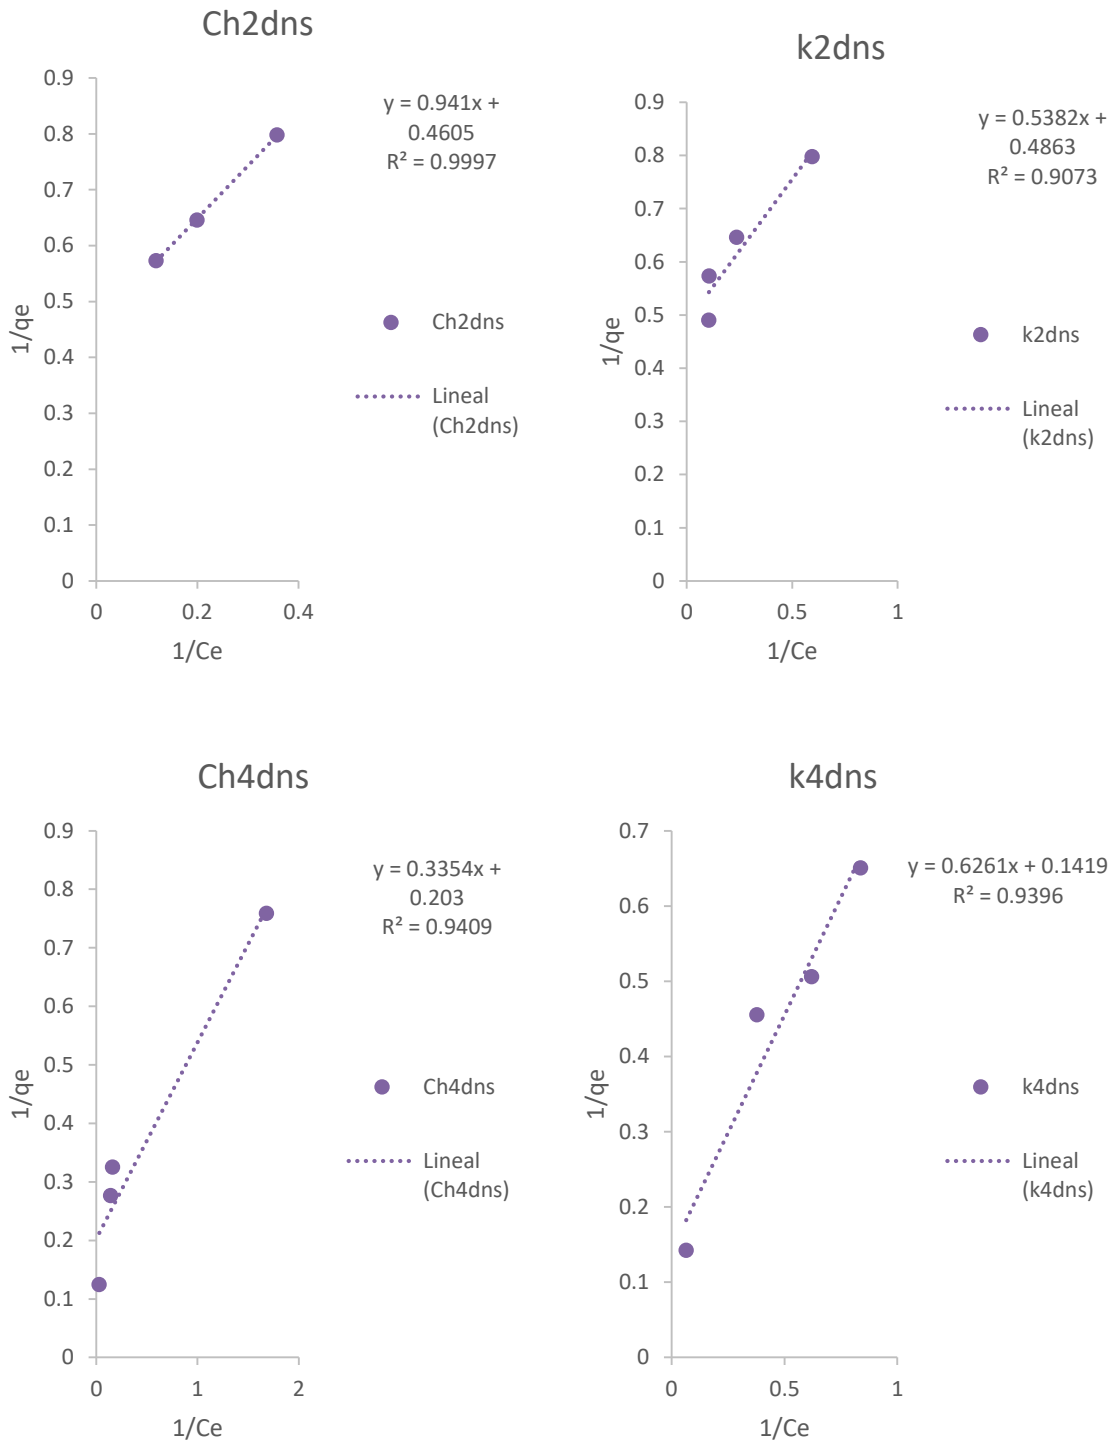 Ch2dns
0.9
0.8
0.7
0.6
0.5
0.4
0.3
0.2
0.1
0
0
0.2
0.4
1/qe
1/Ce
y = 0.941x +
0.4605
R² = 0.9997
Ch2dns
Lineal
(Ch2dns)
k2dns
0.9
0.8
0.7
0.6
0.5
0.4
0.3
0.2
0.1
0
0
0.5
1
1/qe
1/Ce
y = 0.5382x +
0.4863
R² = 0.9073
k2dns
Lineal
(k2dns)
Ch4dns
0.9
0.8
0.7
0.6
0.5
0.4
0.3
0.2
0.1
0
0
1
2
1/qe
1/Ce
y = 0.3354x +
0.203
R² = 0.9409
Ch4dns
Lineal
(Ch4dns)
k4dns
0.7
0.6
0.5
0.4
0.3
0.2
0.1
0
0
0.5
1
1/qe
1/Ce
y = 0.6261x + 0.1419
R² = 0.9396
k4dns
Lineal
(k4dns)